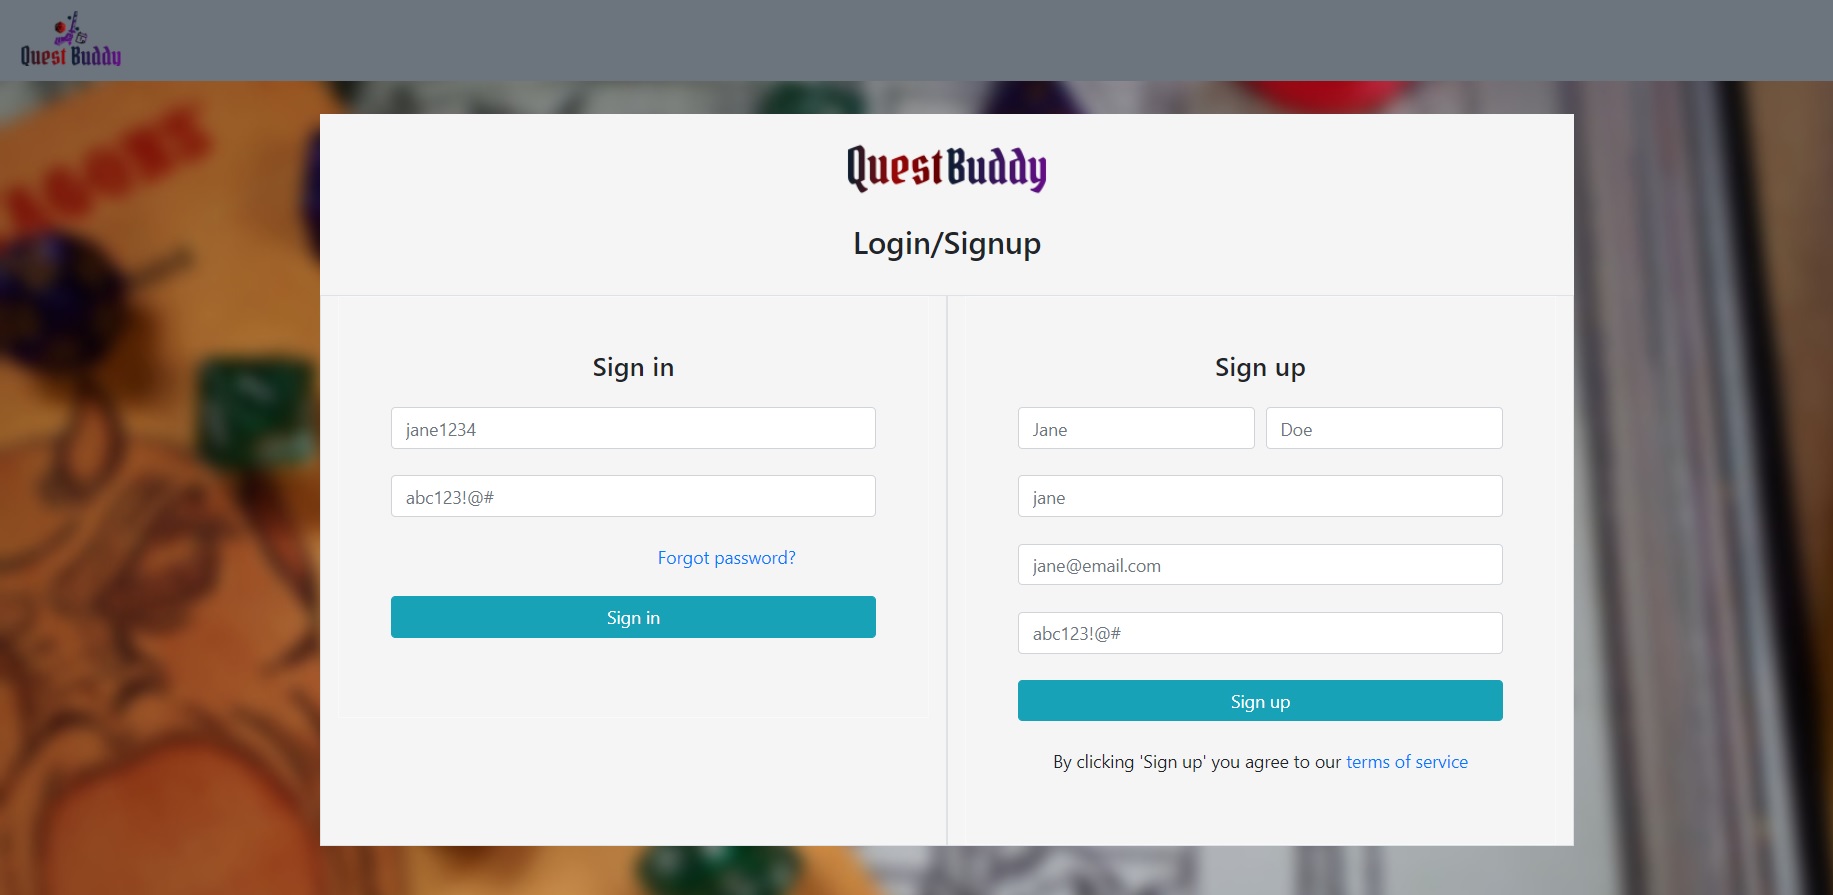 Quest Buddy
AGONS
QuestBuddy
Login/Signup
Sign in
jane1234
abc123!@#
Forgot password?
Sign in
Sign up
Jane Doe
jane
jane@email.com
abc123!@#
Sign up
By clicking 'Sign up' you agree to our terms of service